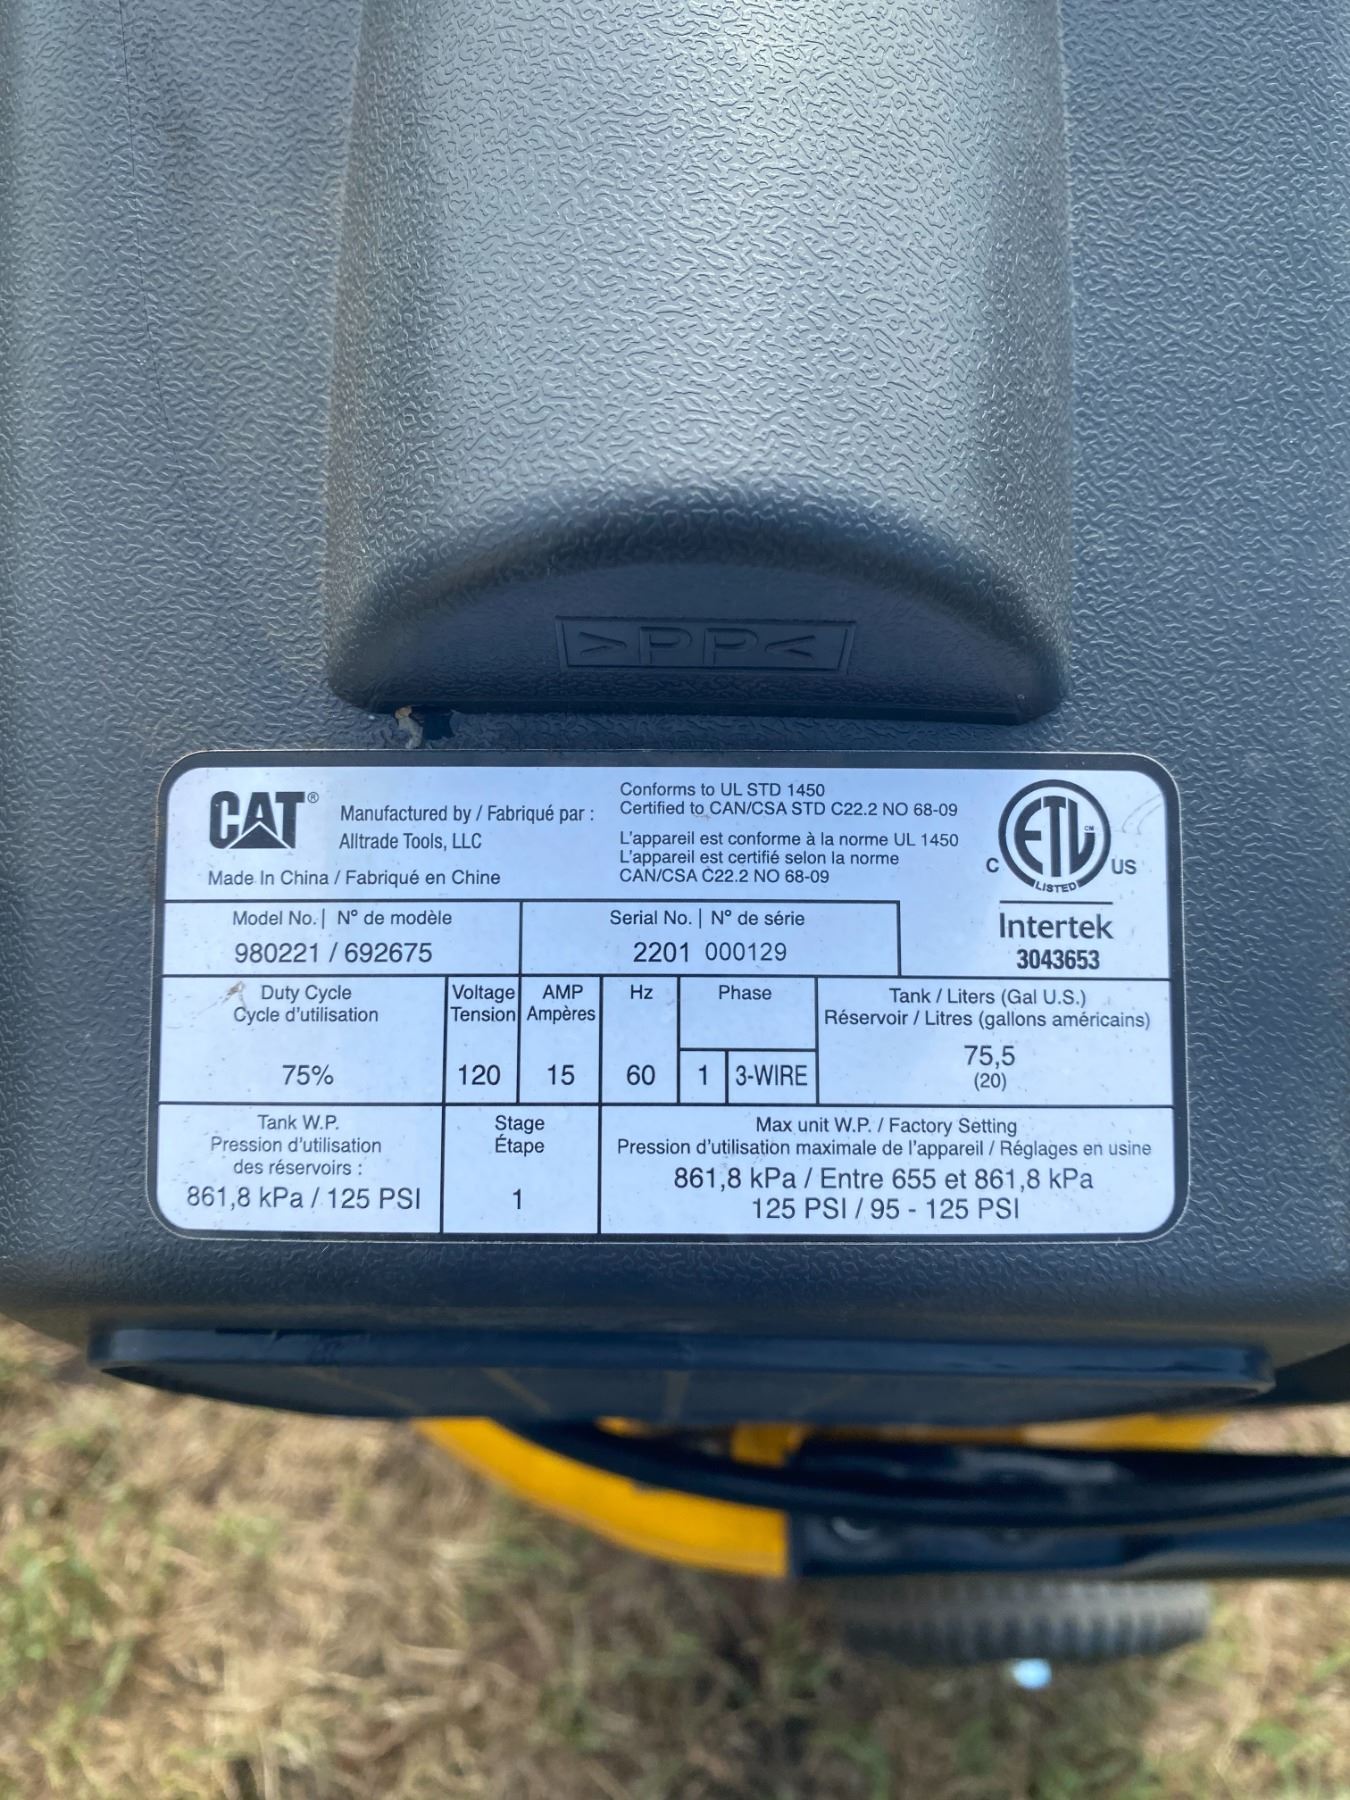 >PP<
CAT®
Manufactured by / Fabriqué par :
Alltrade Tools, LLC
Made In China / Fabriqué en Chine
Conforms to UL STD 1450
Certified to CAN/CSA STD C22.2 NO 68-09
L'appareil est conforme à la norme UL 1450
L'appareil est certifié selon la norme
CAN/CSA C22.2 NO 68-09
ETL CM
LISTED
C US
Intertek
3043653
Model No. | N° de modèle
980221 / 692675
Serial No. | N° de série
2201 000129
Duty Cycle
Cycle d'utilisation
75%
Voltage
Tension
120
AMP
Ampères
15
Hz
60
Phase
1 3-WIRE
Tank / Liters (Gal U.S.)
Réservoir / Litres (gallons américains)
75,5
(20)
Tank W.P.
Pression d'utilisation
des réservoirs :
861,8 kPa / 125 PSI
Stage
Étape
1
Max unit W.P. / Factory Setting
Pression d'utilisation maximale de l'appareil / Réglages en usine
861,8 kPa / Entre 655 et 861,8 kPa
125 PSI / 95 - 125 PSI